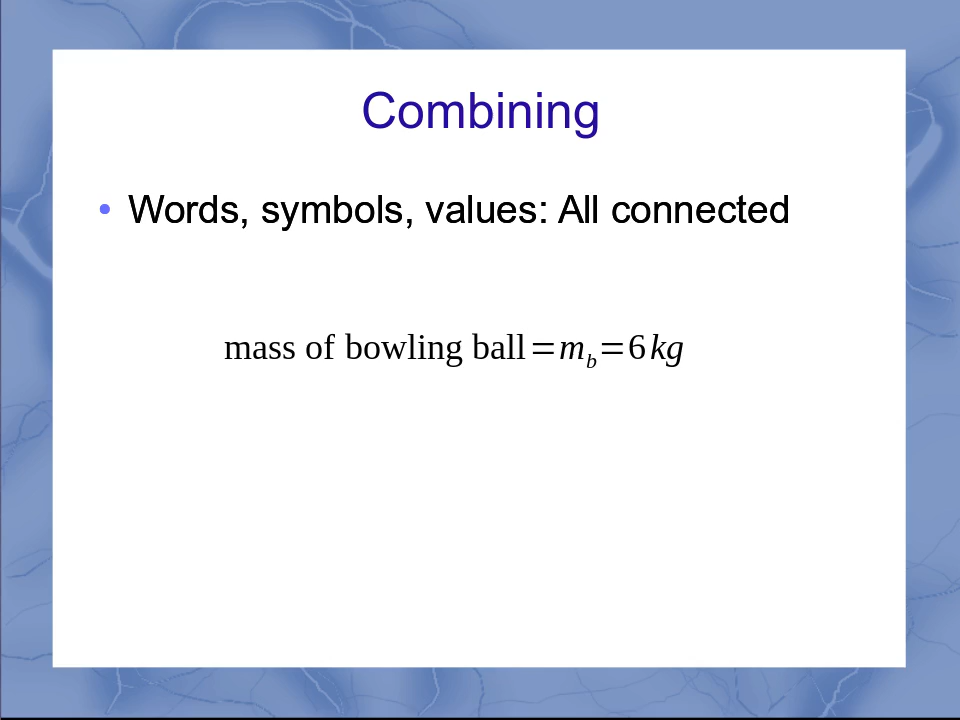 Combining
• Words, symbols, values: All connected
mass of bowling ball=m_b=6 kg